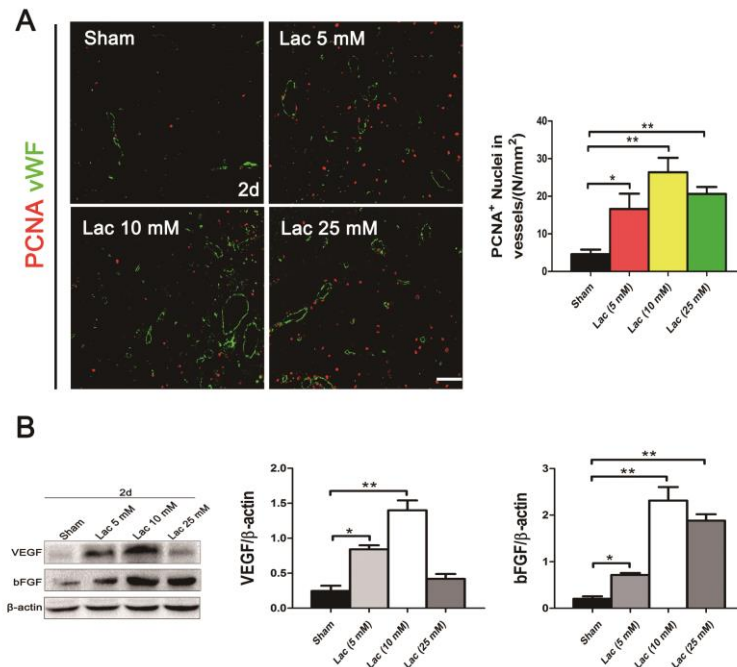 A
PCNA vWF
Sham
2d
Lac 5 mM
Lac 10 mM
Lac 25 mM
PCNA⁺ Nuclei in
vessels/(N/mm²)
40
30
20
10
0
*
**
**
Sham
Lac (5 mM)
Lac (10 mM)
Lac (25 mM)
B
2d
Sham
Lac 5 mM
Lac 10 mM
Lac 25 mM
VEGF
bFGF
β-actin
VEGF/β-actin
2.0
1.5
1.0
0.5
0.0
*
**
Sham
Lac (5 mM)
Lac (10 mM)
Lac (25 mM)
bFGF/β-actin
3
2
1
0
*
**
**
Sham
Lac (5 mM)
Lac (10 mM)
Lac (25 mM)